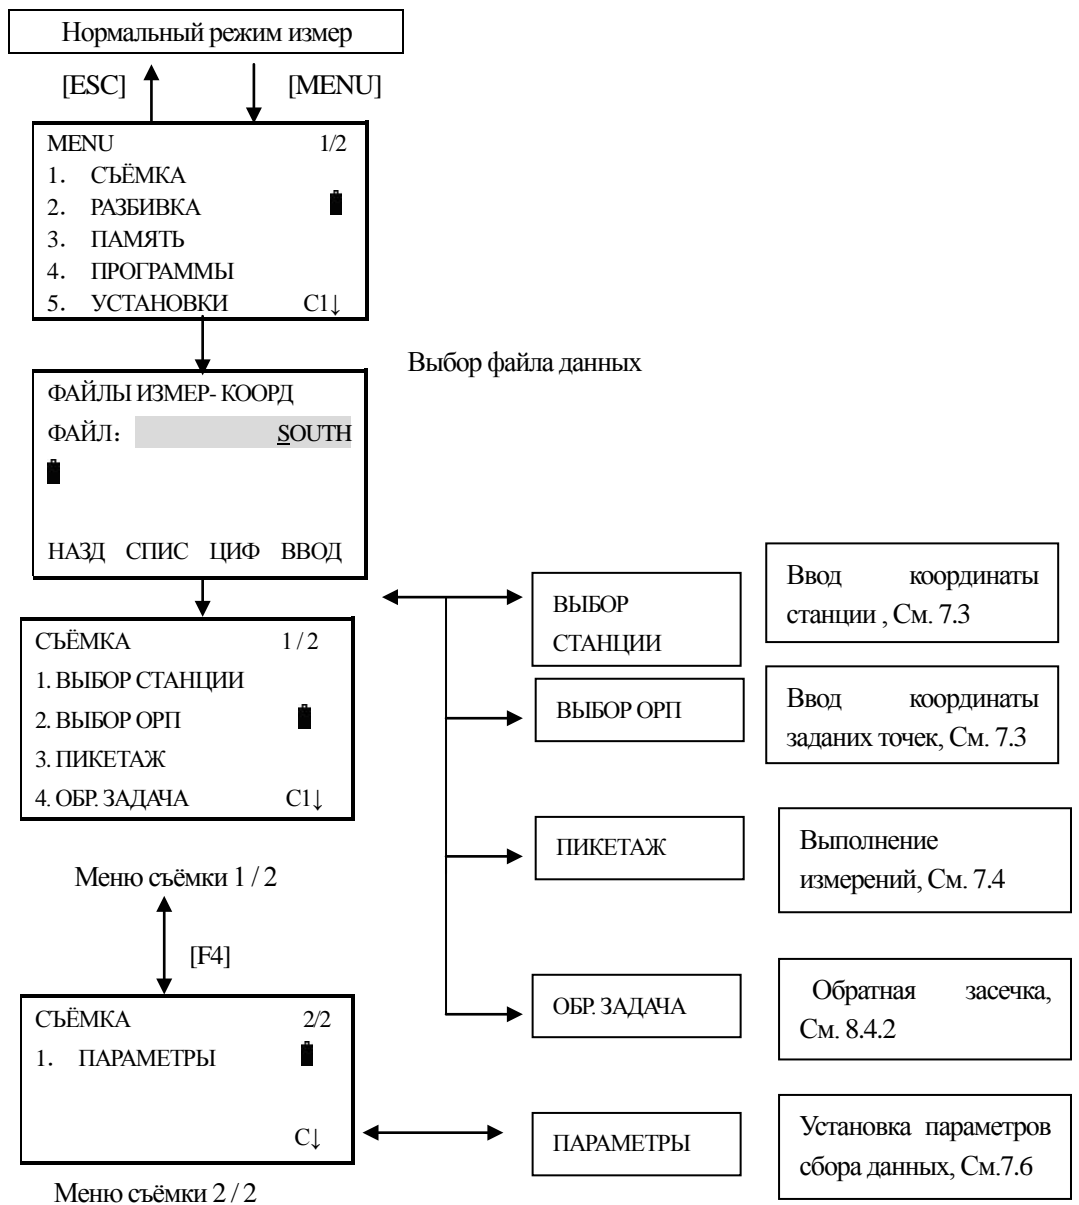 Нормальный режим измер
[ESC]
[MENU]
MENU 1/2
1. СЪЁМКА
2. РАЗБИВКА
3. ПАМЯТЬ
4. ПРОГРАММЫ
5. УСТАНОВКИ С1↓
Выбор файла данных
ФАЙЛЫ ИЗМЕР- КООРД
ФАЙЛ: SOUTH
НАЗД СПИС ЦИФ ВВОД
СЪЁМКА 1 / 2
1. ВЫБОР СТАНЦИИ
2. ВЫБОР ОРП
3. ПИКЕТАЖ
4. ОБР. ЗАДАЧА С1↓
Меню съёмки 1 / 2
[F4]
СЪЁМКА 2/2
1. ПАРАМЕТРЫ
С↓
Меню съёмки 2 / 2
ВЫБОР
СТАНЦИИ
Ввод координаты
станции , См. 7.3
ВЫБОР ОРП
Ввод координаты
заданих точек, См. 7.3
ПИКЕТАЖ
Выполнение
измерений, См. 7.4
ОБР. ЗАДАЧА
Обратная засечка,
См. 8.4.2
ПАРАМЕТРЫ
Установка параметров
сбора данных, См.7.6